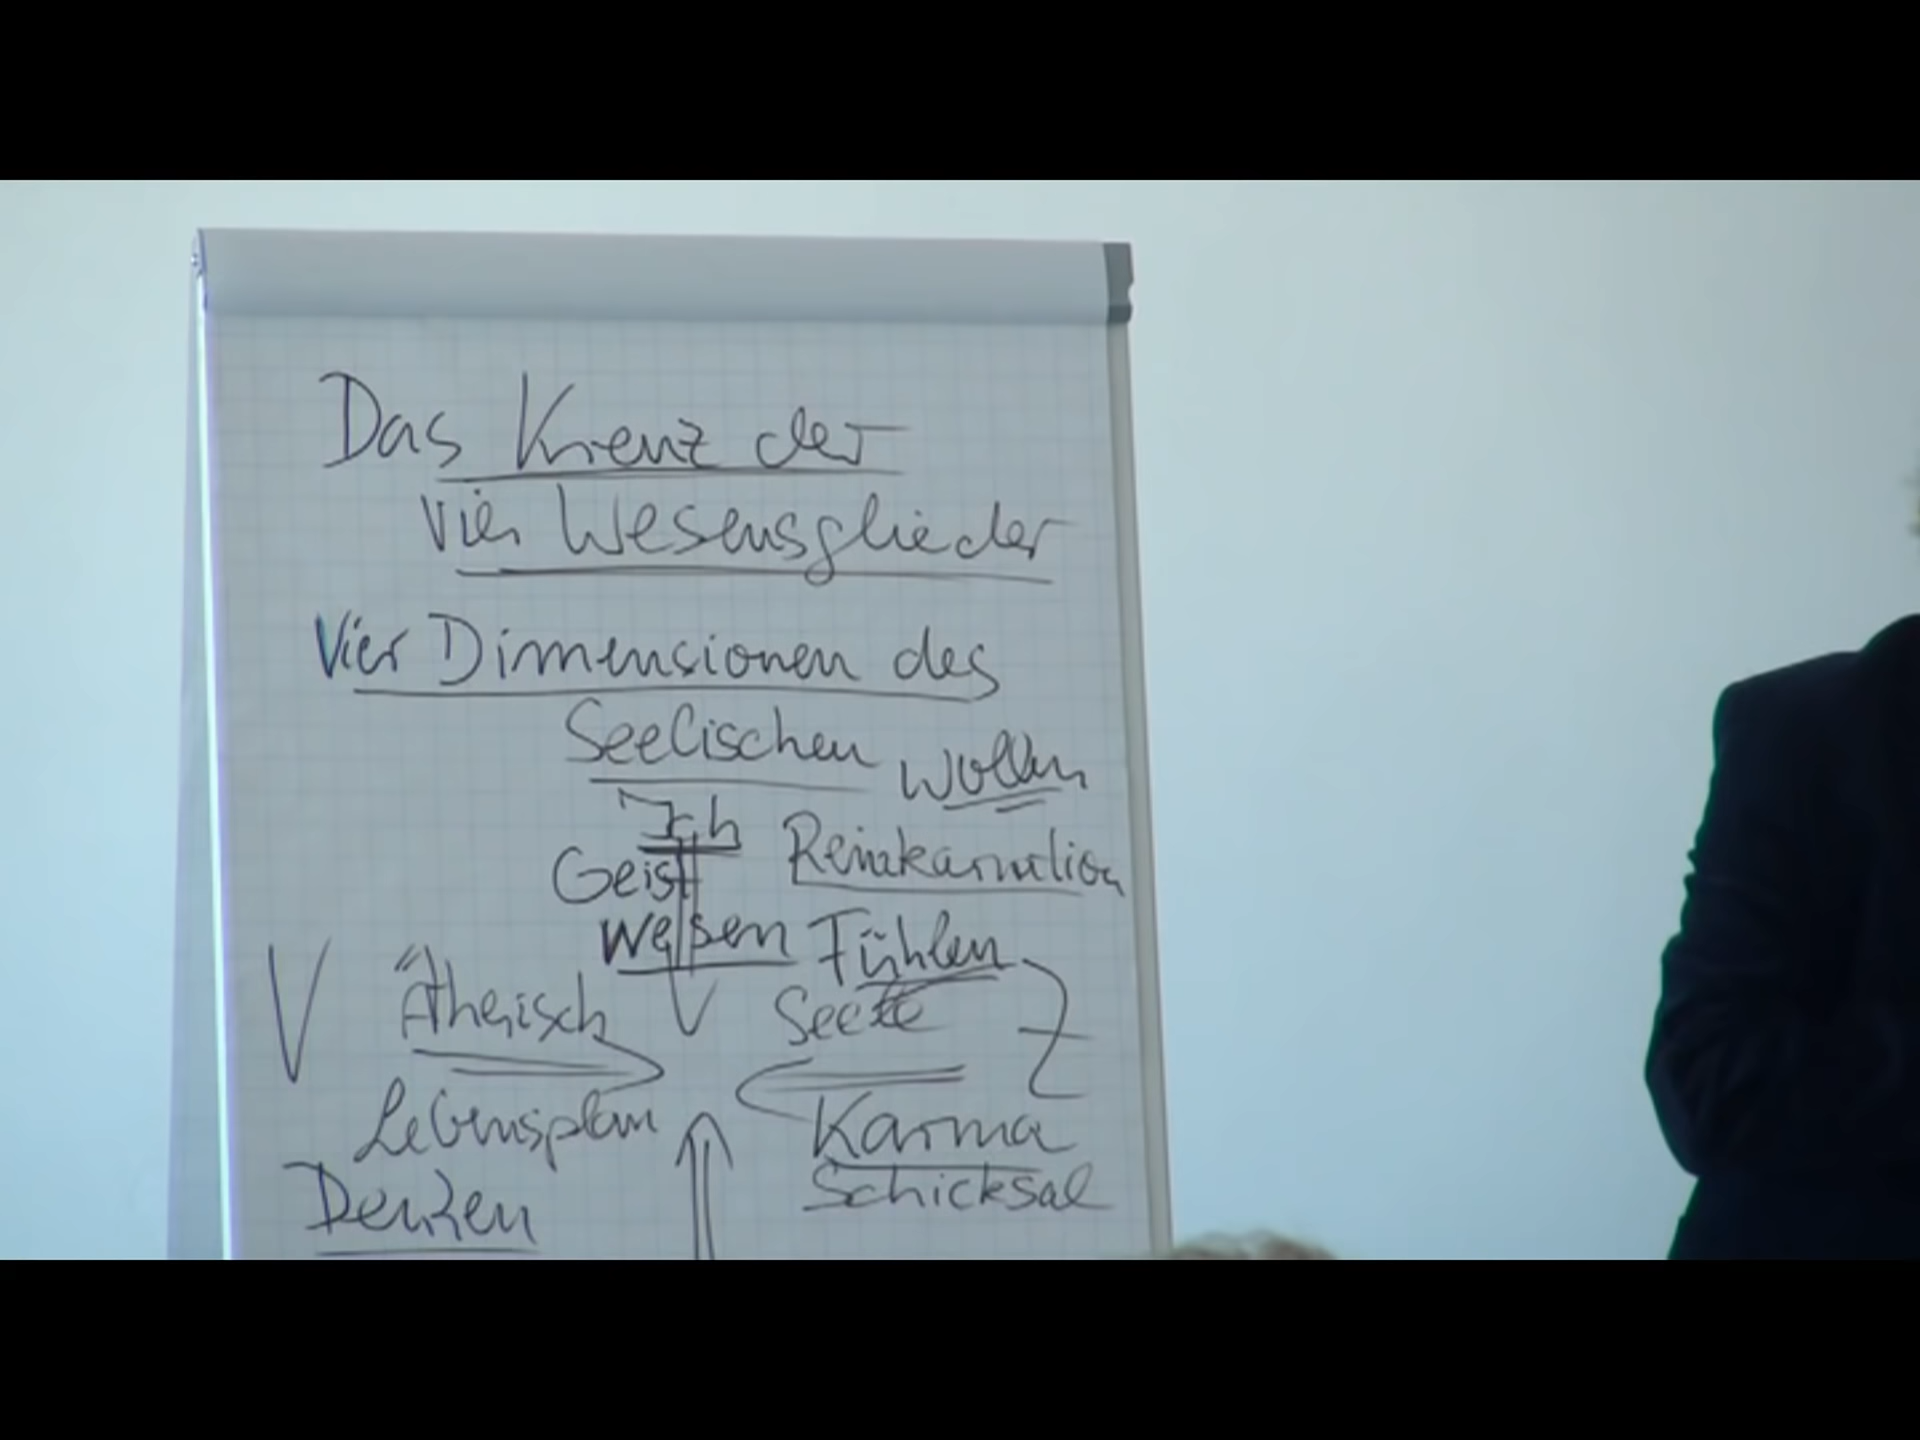 Das Kreuz der
vier Wesensglieder
Vier Dimensionen des
Seelischen
wollen
Ich
Geist
Reinkarnation
wesen
Fühlen
V
Ätherisch
Seele
Z
Lebensplan
Karma
Denken
Schicksal